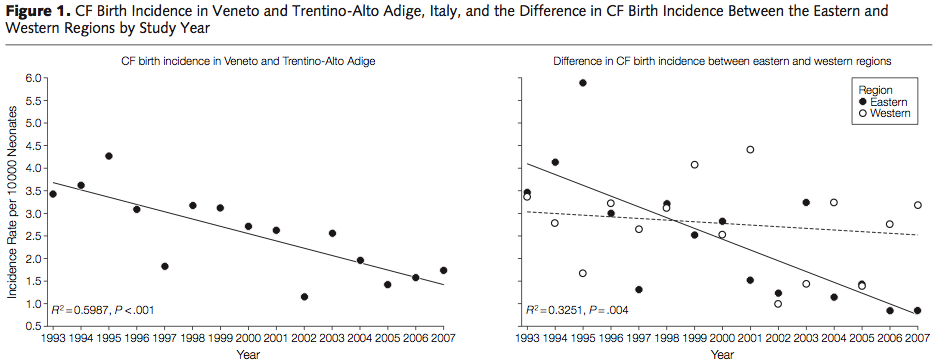 Figure 1. CF Birth Incidence in Veneto and Trentino-Alto Adige, Italy, and the Difference in CF Birth Incidence Between the Eastern and
Western Regions by Study Year
CF birth incidence in Veneto and Trentino-Alto Adige
Incidence Rate per 10 000 Neonates
6.0
5.5
5.0
4.5
4.0
3.5
3.0
2.5
2.0
1.5
1.0
0.5
R²=0.5987, P<.001
1993 1994 1995 1996 1997 1998 1999 2000 2001 2002 2003 2004 2005 2006 2007
Year
Difference in CF birth incidence between eastern and western regions
Region
Eastern
Western
R²=0.3251, P=.004
1993 1994 1995 1996 1997 1998 1999 2000 2001 2002 2003 2004 2005 2006 2007
Year